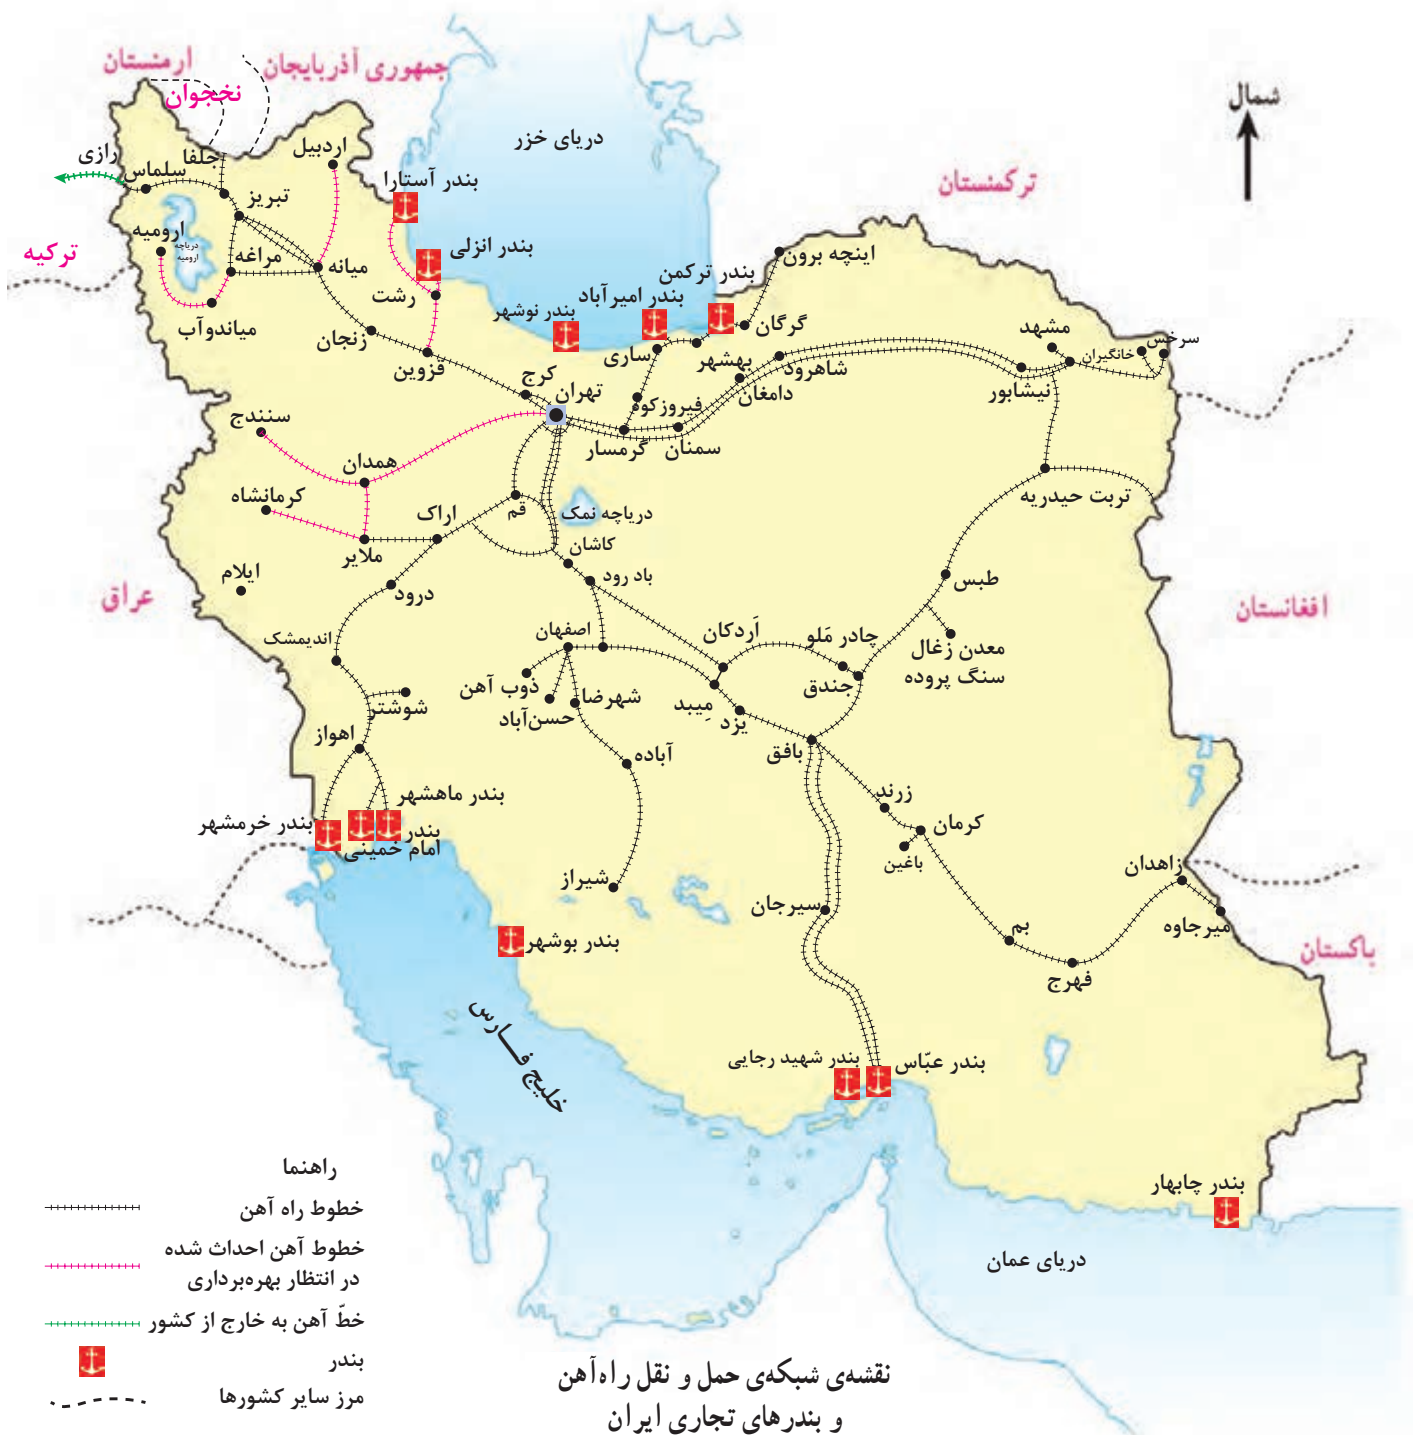 ارمنستان
جمهوری آذربایجان
نخجوان
شمال
دریای خزر
ترکمنستان
رازی
جلفا
اردبیل
سلماس
بندر آستارا
تبریز
ارومیه
دریاچه
ارومیه
ترکیه
مراغه
میانه
بندر انزلی
اینچه برون
بندر ترکمن
رشت
بندر امیرآباد
بندر نوشهر
میاندوآب
زنجان
گرگان
مشهد
سرخس
خانگیران
ساری
بهشهر
شاهرود
نیشابور
قزوین
کرج
تهران
دامغان
فیروزکوه
سنندج
گرمسار
سمنان
همدان
کرمانشاه
تربت حیدریه
قم
دریاچه نمک
اراک
ملایر
کاشان
باد رود
ایلام
درود
طبس
عراق
افغانستان
اندیمشک
اصفهان
اَردکان
چادر مَلو
معدن زغال
سنگ پروده
ذوب آهن
جندق
شوشتر
شهرضا
حسن‌آباد
مِیبد
یزد
اهواز
آباده
بافق
بندر ماهشهر
زرند
بندر خرمشهر
بندر
امام خمینی
کرمان
باغین
زاهدان
شیراز
سیرجان
میرجاوه
بم
بندر بوشهر
پاکستان
فهرج
خلیج فارس
بندر شهید رجایی
بندر عبّاس
بندر چابهار
دریای عمان
راهنما
خطوط راه آهن
خطوط آهن احداث شده
در انتظار بهره‌برداری
خطّ آهن به خارج از کشور
بندر
مرز سایر کشورها
نقشه‌ی شبکه‌ی حمل و نقل راه‌آهن
و بندرهای تجاری ایران